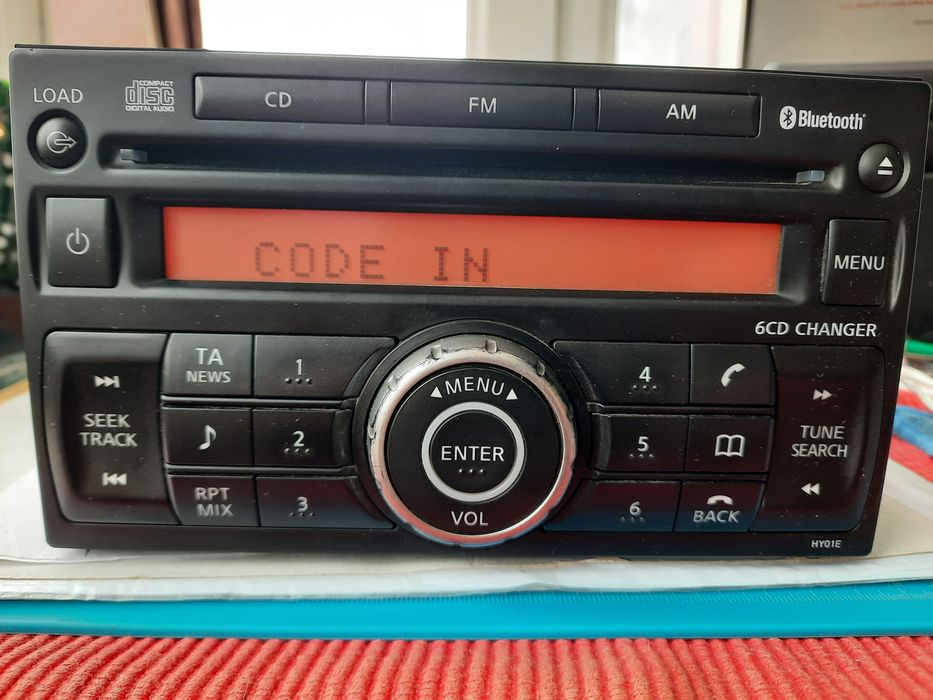 LOAD
COMPACT
disc
DIGITAL AUDIO
CD
FM
AM
Bluetooth®
CODE IN
MENU
6CD CHANGER
SEEK
TRACK
TA
NEWS
1
2
RPT
MIX
3
MENU
ENTER
VOL
4
5
6
BACK
TUNE
SEARCH
HY01E